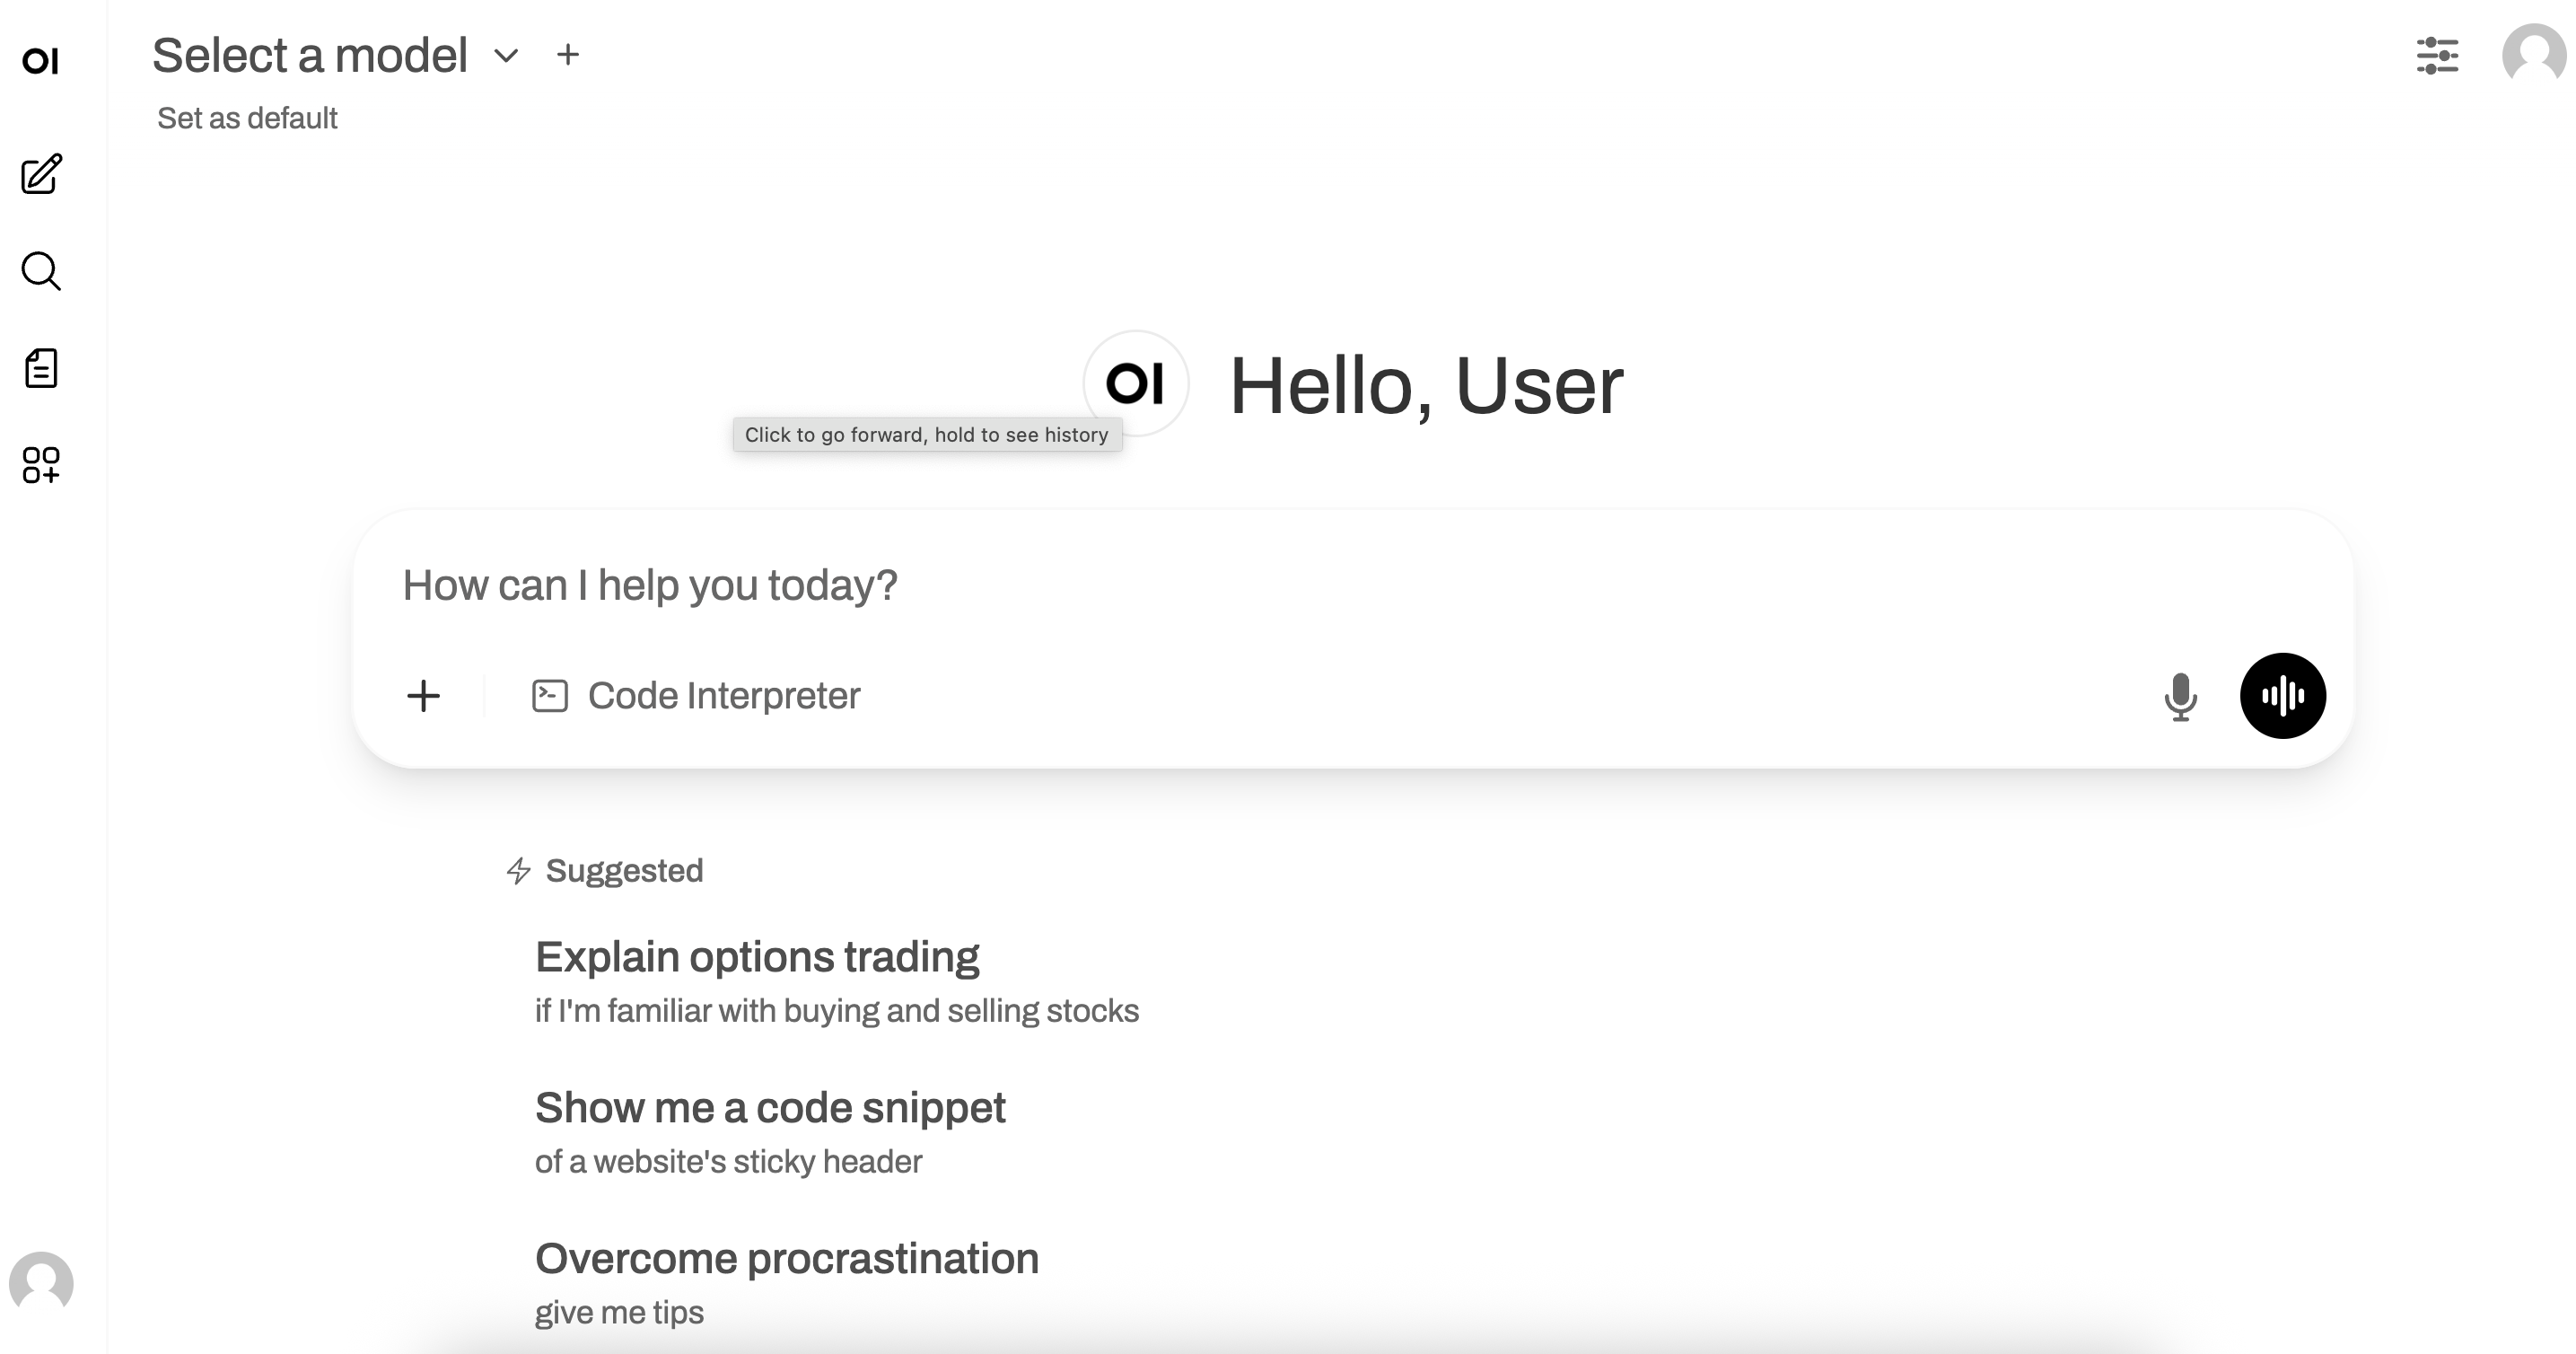 OI
Select a model
Set as default
OI
Hello, User
Click to go forward, hold to see history
How can I help you today?
Code Interpreter
Suggested
Explain options trading
if I'm familiar with buying and selling stocks
Show me a code snippet
of a website's sticky header
Overcome procrastination
give me tips